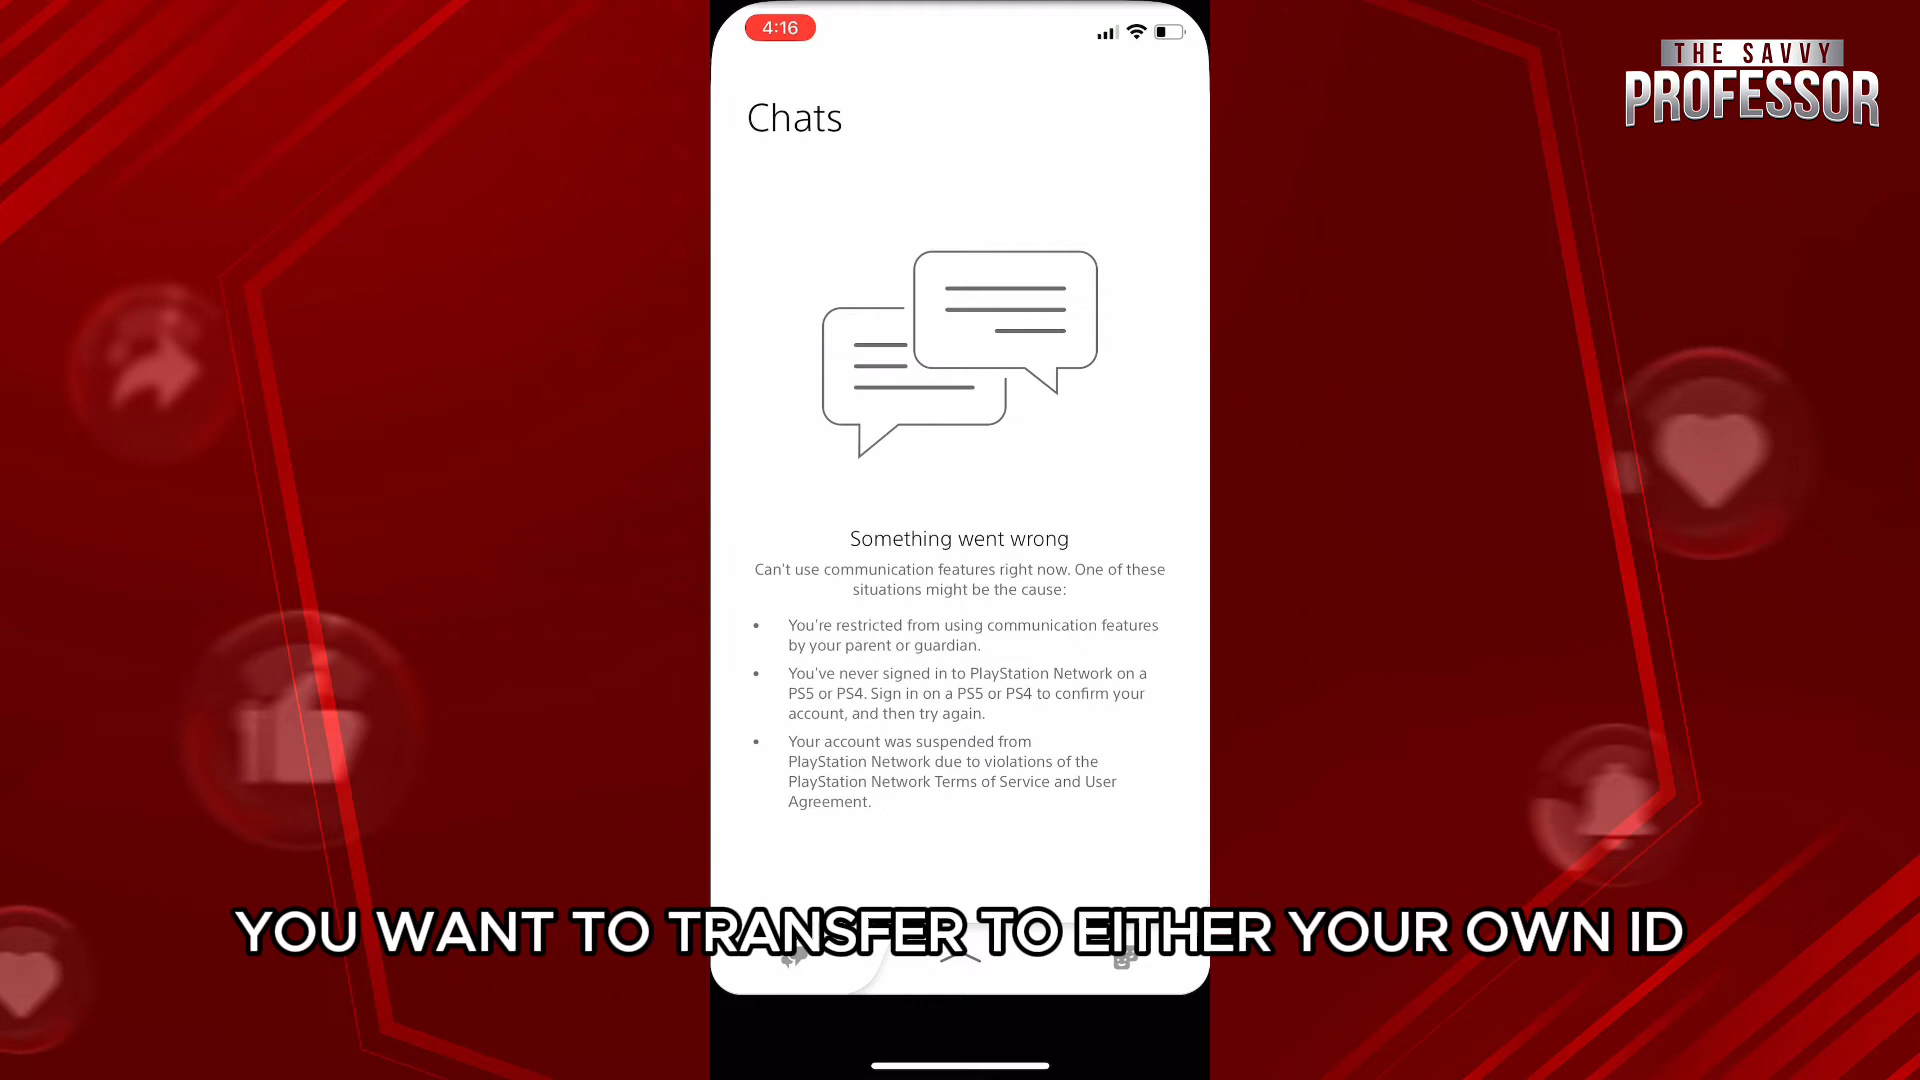 4:16
THE SAVVY
PROFESSOR
Chats
Something went wrong
Can't use communication features right now. One of these
situations might be the cause:
• You're restricted from using communication features
by your parent or guardian.
• You've never signed in to PlayStation Network on a
PS5 or PS4. Sign in on a PS5 or PS4 to confirm your
account, and then try again.
• Your account was suspended from
PlayStation Network due to violations of the
PlayStation Network Terms of Service and User
Agreement.
YOU WANT TO TRANSFER TO EITHER YOUR OWN ID